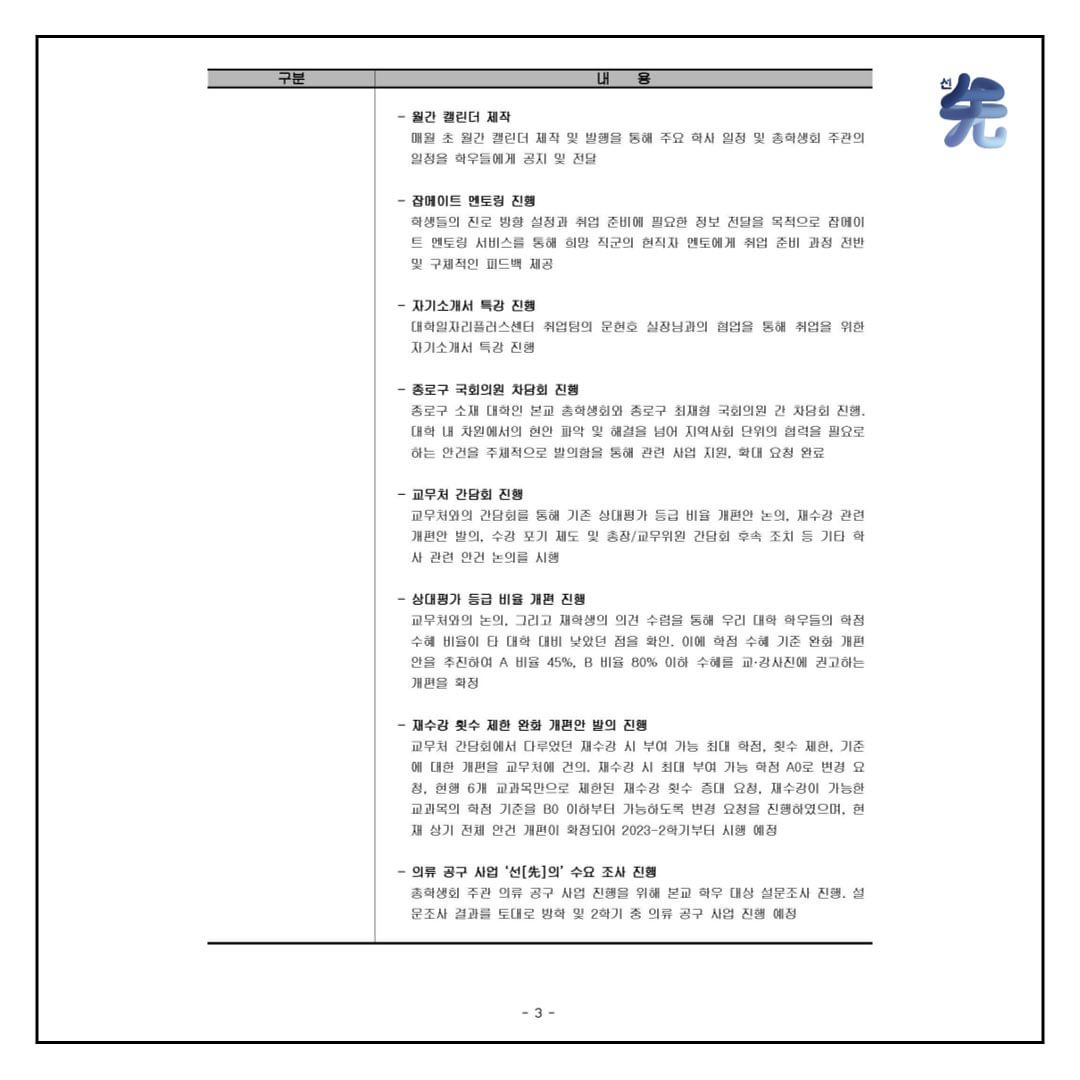 구분 내 용
선
先
- 월간 캘린더 제작
매월 초 월간 캘린더 제작 및 발행을 통해 주요 학사 일정 및 총학생회 주관의
일정을 학우들에게 공지 및 전달
- 잡메이트 멘토링 진행
학생들의 진로 방향 설정과 취업 준비에 필요한 정보 전달을 목적으로 잡메이
트 멘토링 서비스를 통해 희망 직군의 현직자 멘토에게 취업 준비 과정 전반
및 구체적인 피드백 제공
- 자기소개서 특강 진행
대학일자리플러스센터 취업팀의 문현호 실장님과의 협업을 통해 취업을 위한
자기소개서 특강 진행
- 종로구 국회의원 차담회 진행
종로구 소재 대학인 본교 총학생회와 종로구 최재형 국회의원 간 차담회 진행.
대학 내 차원에서의 현안 파악 및 해결을 넘어 지역사회 단위의 협력을 필요로
하는 안건을 주체적으로 발의함을 통해 관련 사업 지원, 확대 요청 완료
- 교무처 간담회 진행
교무처와의 간담회를 통해 기존 상대평가 등급 비율 개편안 논의, 재수강 관련
개편안 발의, 수강 포기 제도 및 총장/교무위원 간담회 후속 조치 등 기타 학
사 관련 안건 논의를 시행
- 상대평가 등급 비율 개편 진행
교무처와의 논의, 그리고 재학생의 의견 수렴을 통해 우리 대학 학우들의 학점
수혜 비율이 타 대학 대비 낮았던 점을 확인. 이에 학점 수혜 기준 완화 개편
안을 추진하여 A 비율 45%, B 비율 80% 이하 수혜를 교·강사진에 권고하는
개편을 확정
- 재수강 횟수 제한 완화 개편안 발의 진행
교무처 간담회에서 다루었던 재수강 시 부여 가능 최대 학점, 횟수 제한, 기준
에 대한 개편을 교무처에 건의. 재수강 시 최대 부여 가능 학점 A0로 변경 요
청, 현행 6개 교과목만으로 제한된 재수강 횟수 증대 요청, 재수강이 가능한
교과목의 학점 기준을 B0 이하부터 가능하도록 변경 요청을 진행하였으며, 현
재 상기 전체 안건 개편이 확정되어 2023-2학기부터 시행 예정
- 의류 공구 사업 ‘선[先]의’ 수요 조사 진행
총학생회 주관 의류 공구 사업 진행을 위해 본교 학우 대상 설문조사 진행. 설
문조사 결과를 토대로 방학 및 2학기 중 의류 공구 사업 진행 예정
- 3 -